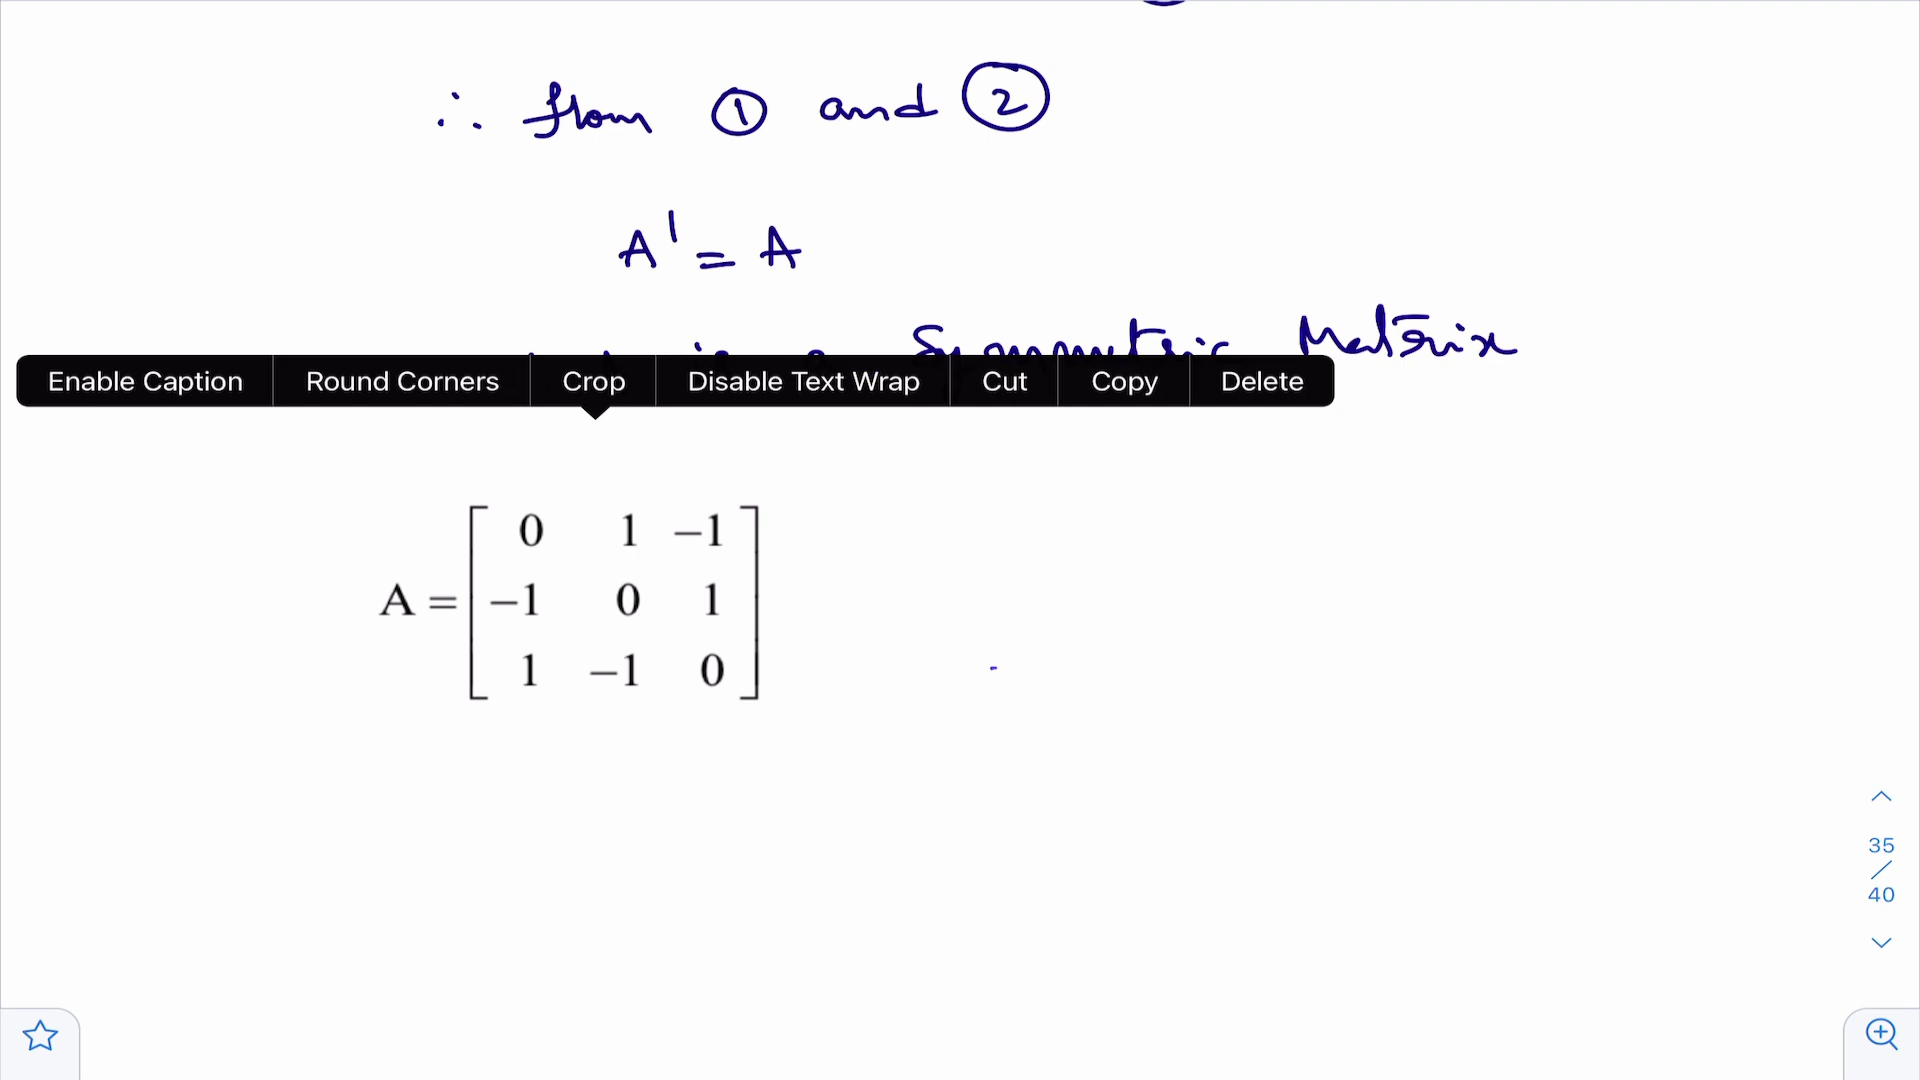 ∴ from ① and ②
A' = A
Symmetric Matrix
Enable Caption Round Corners Crop Disable Text Wrap Cut Copy Delete
A = [ 0 1 −1
−1 0 1
1 −1 0 ]
35
/
40